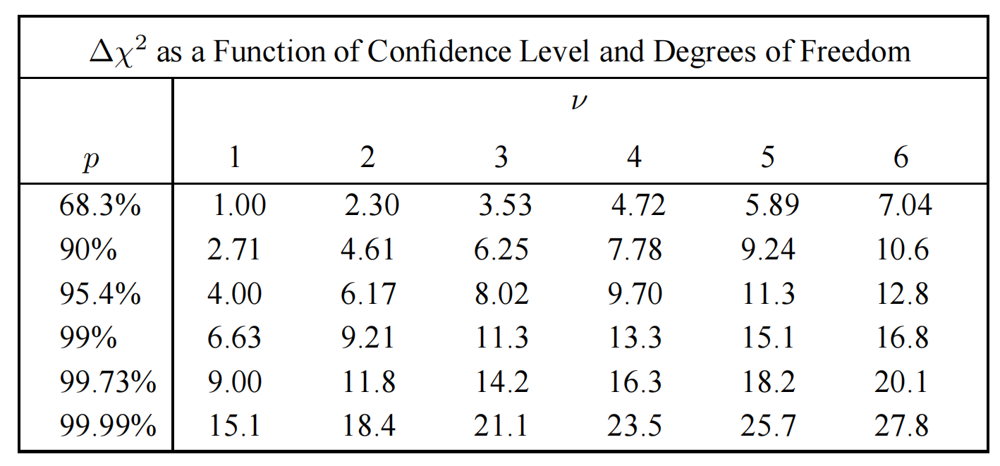 Δχ² as a Function of Confidence Level and Degrees of Freedom
ν
p 1 2 3 4 5 6
68.3% 1.00 2.30 3.53 4.72 5.89 7.04
90% 2.71 4.61 6.25 7.78 9.24 10.6
95.4% 4.00 6.17 8.02 9.70 11.3 12.8
99% 6.63 9.21 11.3 13.3 15.1 16.8
99.73% 9.00 11.8 14.2 16.3 18.2 20.1
99.99% 15.1 18.4 21.1 23.5 25.7 27.8